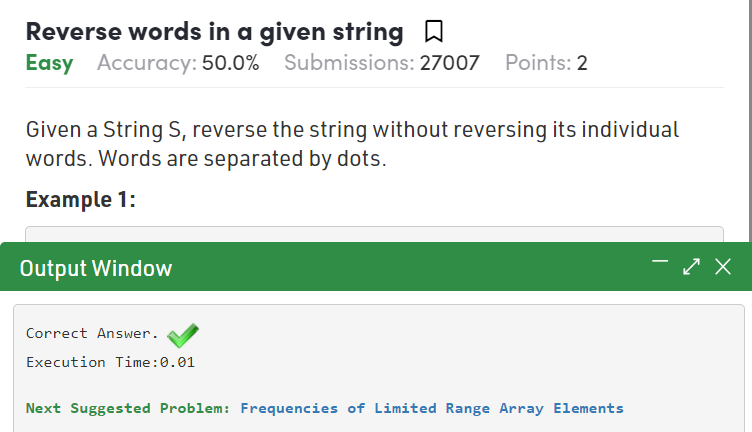 Reverse words in a given string
Easy Accuracy: 50.0% Submissions: 27007 Points: 2
Given a String S, reverse the string without reversing its individual
words. Words are separated by dots.
Example 1:
Output Window
Correct Answer.
Execution Time:0.01
Next Suggested Problem: Frequencies of Limited Range Array Elements